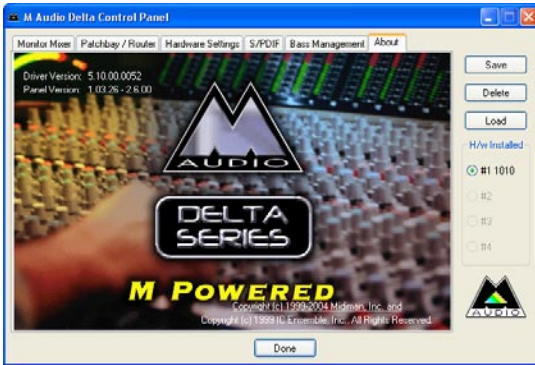 M Audio Delta Control Panel
Monitor Mixer
Patchbay / Router
Hardware Settings
S/PDIF
Bass Management
About
Driver Version: 5.10.00.0052
Panel Version: 1.03.26 - 2.6.00
M
AUDIO
DELTA
SERIES
M POWERED
Copyright (c) 1999-2004 Midiman, Inc. and
Copyright (c) 1999 IC Ensemble, Inc., All Rights Reserved.
Save
Delete
Load
H/w Installed
#1 1010
#2
#3
#4
M
AUDIO
Done